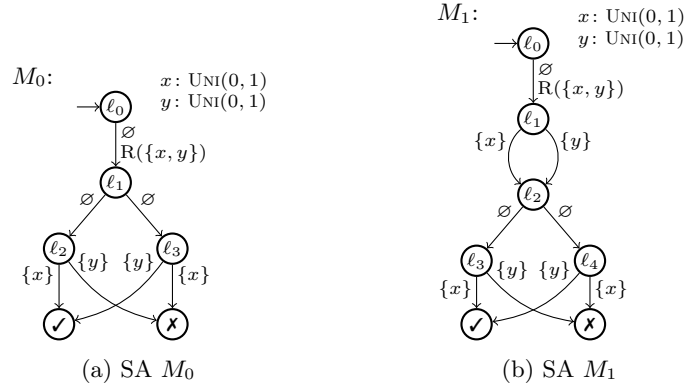 M₀:
x: UNI(0, 1)
y: UNI(0, 1)
ℓ₀
∅
R({x, y})
ℓ₁
∅ ∅
ℓ₂ ℓ₃
{x} {y} {y} {x}
✓ ✗
(a) SA M₀
M₁:
x: UNI(0, 1)
y: UNI(0, 1)
ℓ₀
∅
R({x, y})
ℓ₁
{x} {y}
ℓ₂
∅ ∅
ℓ₃ ℓ₄
{x} {y} {y} {x}
✓ ✗
(b) SA M₁